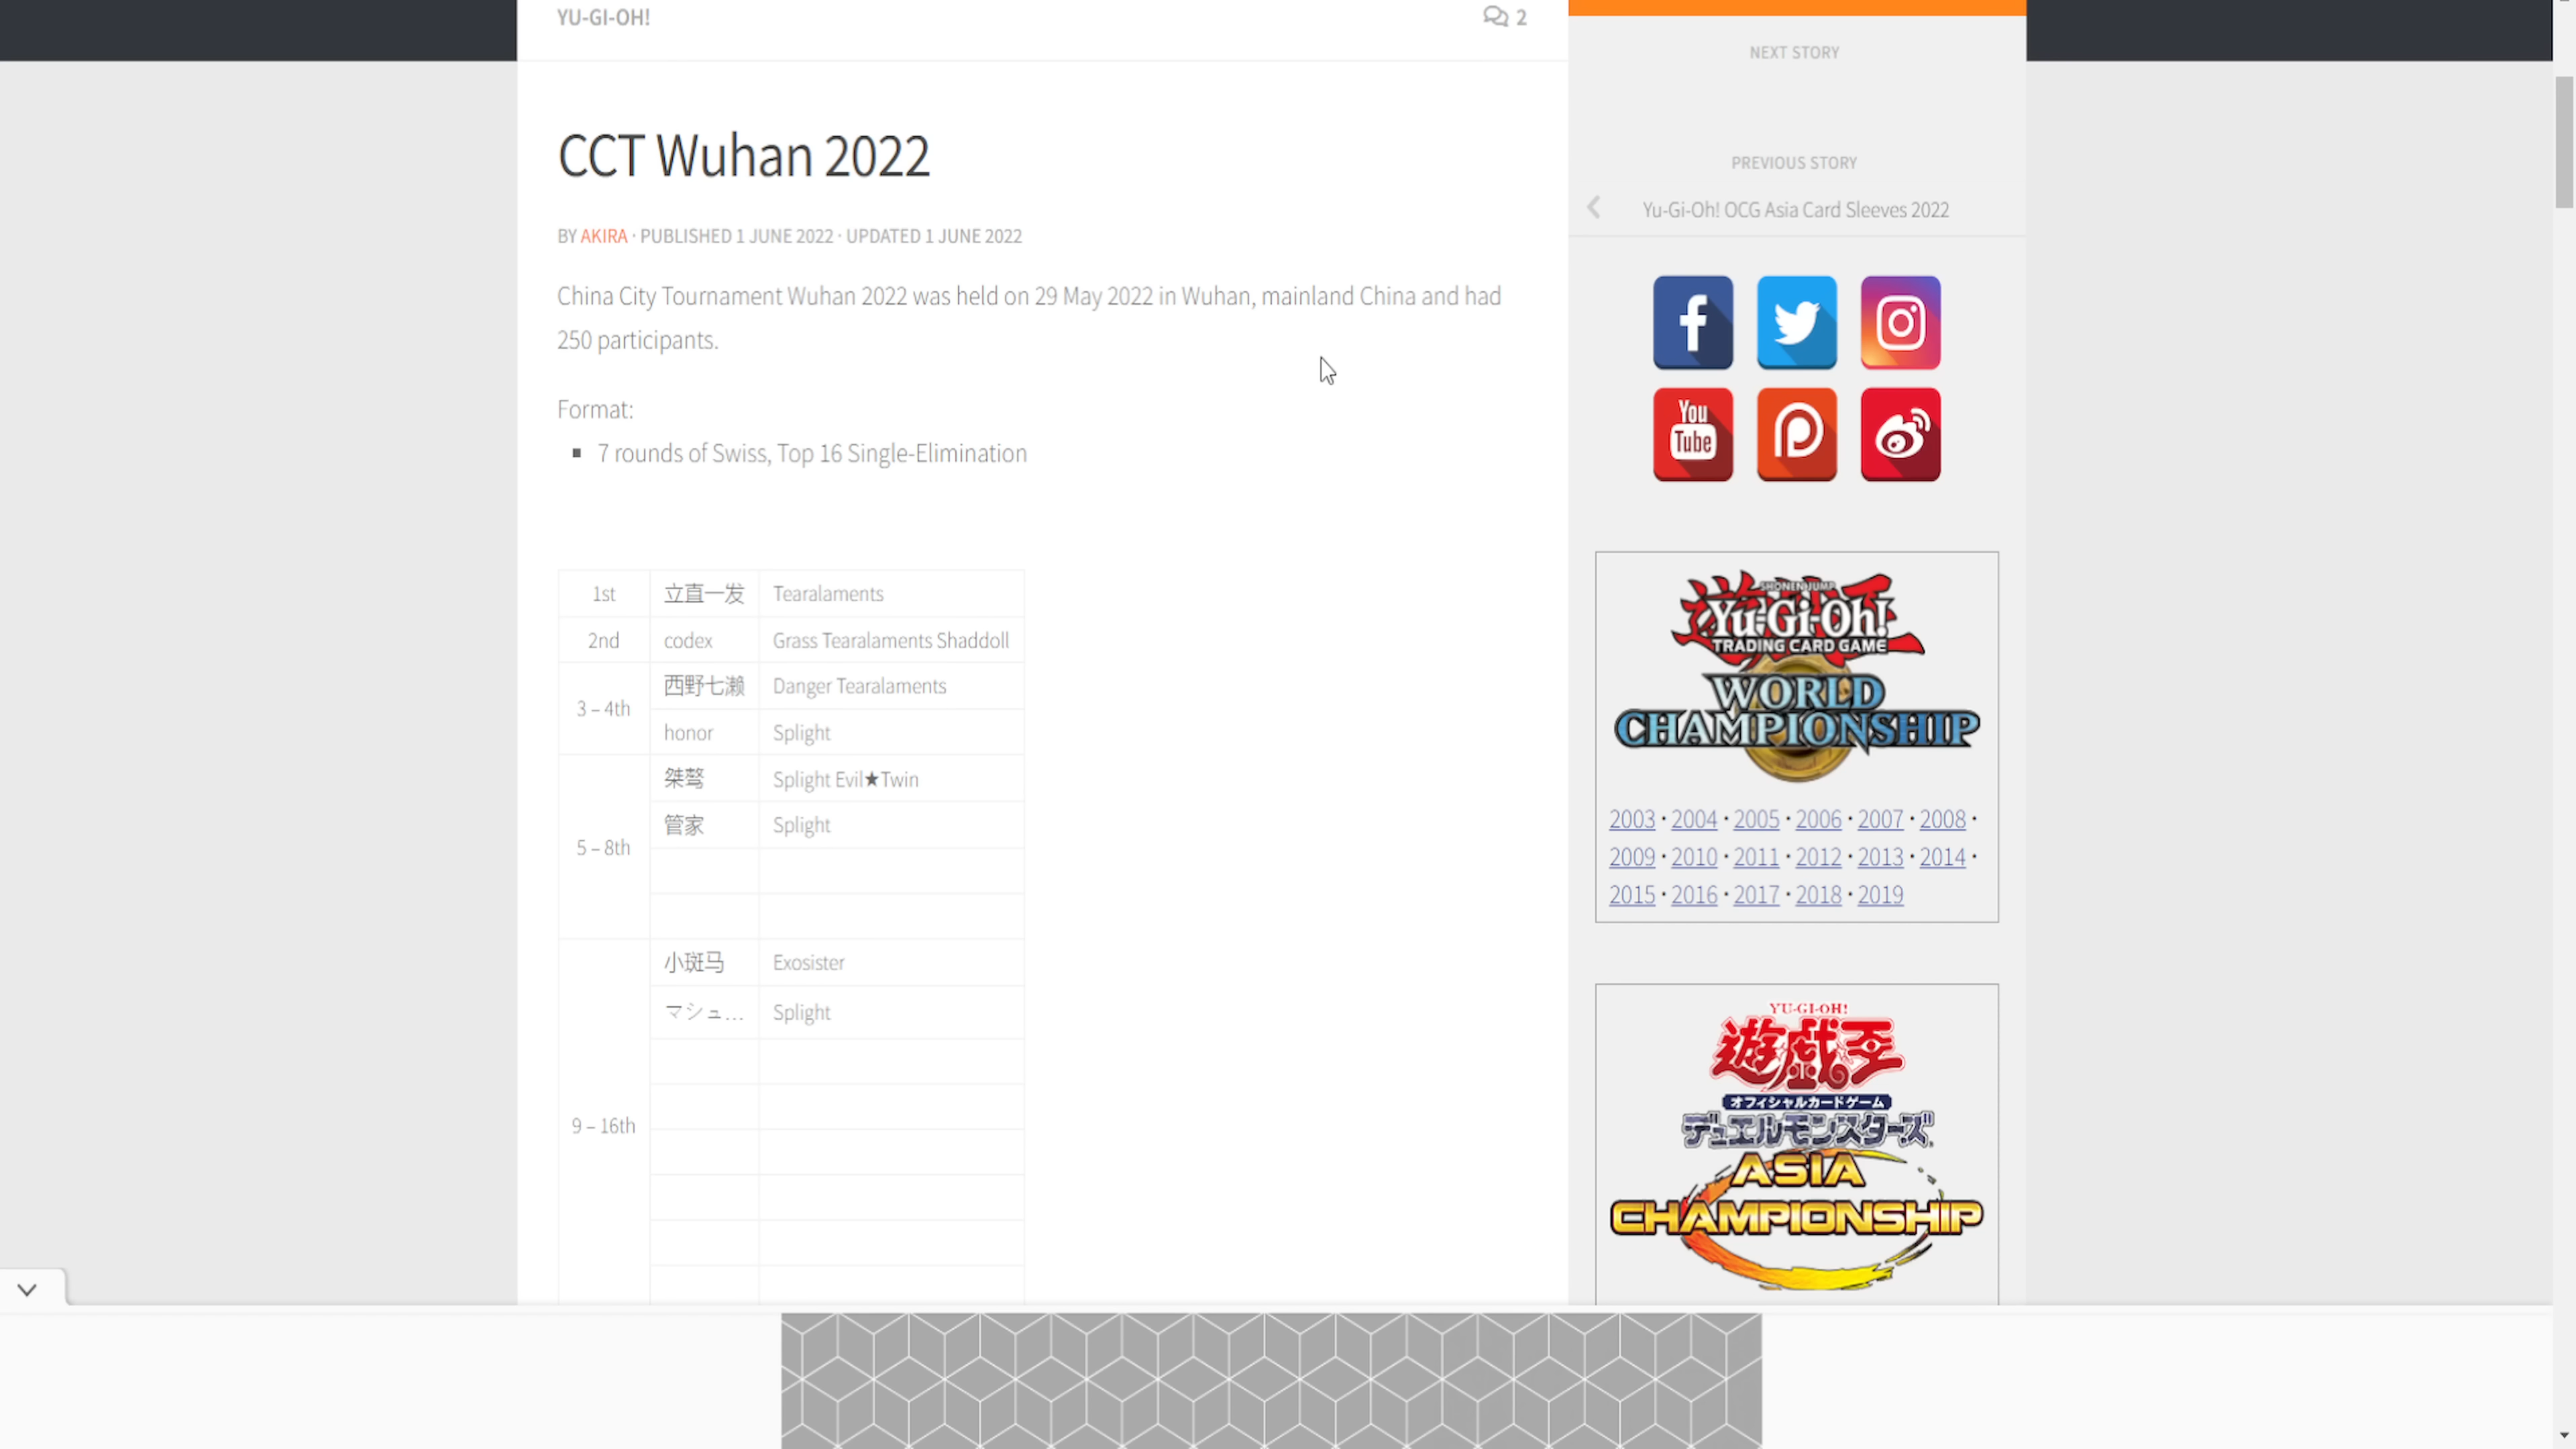 YU-GI-OH!
2
CCT Wuhan 2022
BY AKIRA · PUBLISHED 1 JUNE 2022 · UPDATED 1 JUNE 2022
China City Tournament Wuhan 2022 was held on 29 May 2022 in Wuhan, mainland China and had
250 participants.
Format:
▪ 7 rounds of Swiss, Top 16 Single-Elimination
1st 立直一发 Tearalaments
2nd codex Grass Tearalaments Shaddoll
3 – 4th
西野七濑 Danger Tearalaments
honor Splight
5 – 8th
桀骜 Splight Evil★Twin
管家 Splight
9 – 16th
小斑马 Exosister
マシュ… Splight
NEXT STORY
PREVIOUS STORY
Yu-Gi-Oh! OCG Asia Card Sleeves 2022
f
You
Tube
SHONEN JUMP
Yu-Gi-Oh!
TRADING CARD GAME
WORLD
CHAMPIONSHIP
2003 · 2004 · 2005 · 2006 · 2007 · 2008 ·
2009 · 2010 · 2011 · 2012 · 2013 · 2014 ·
2015 · 2016 · 2017 · 2018 · 2019
YU-GI-OH!
遊戯王
オフィシャルカードゲーム
デュエルモンスターズ
ASIA
CHAMPIONSHIP